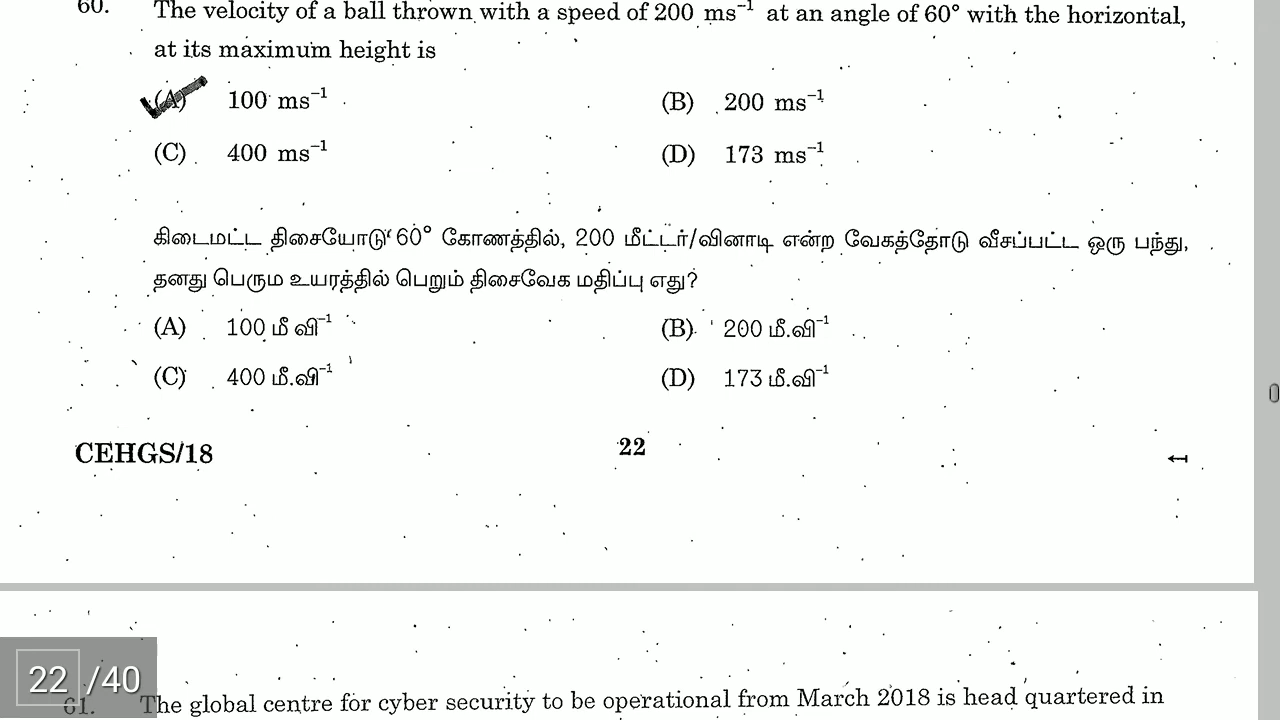 60. The velocity of a ball thrown with a speed of 200 ms⁻¹ at an angle of 60° with the horizontal,
at its maximum height is
(A) 100 ms⁻¹ (B) 200 ms⁻¹
(C) 400 ms⁻¹ (D) 173 ms⁻¹
கிடைமட்ட திசையோடு 60° கோணத்தில், 200 மீட்டர்/வினாடி என்ற வேகத்தோடு வீசப்பட்ட ஒரு பந்து,
தனது பெரும உயரத்தில் பெறும் திசைவேக மதிப்பு எது?
(A) 100 மீ வி⁻¹ (B) 200 மீ.வி⁻¹
(C) 400 மீ.வி⁻¹ (D) 173 மீ.வி⁻¹
CEHGS/18 22
22 /40
61. The global centre for cyber security to be operational from March 2018 is head quartered in